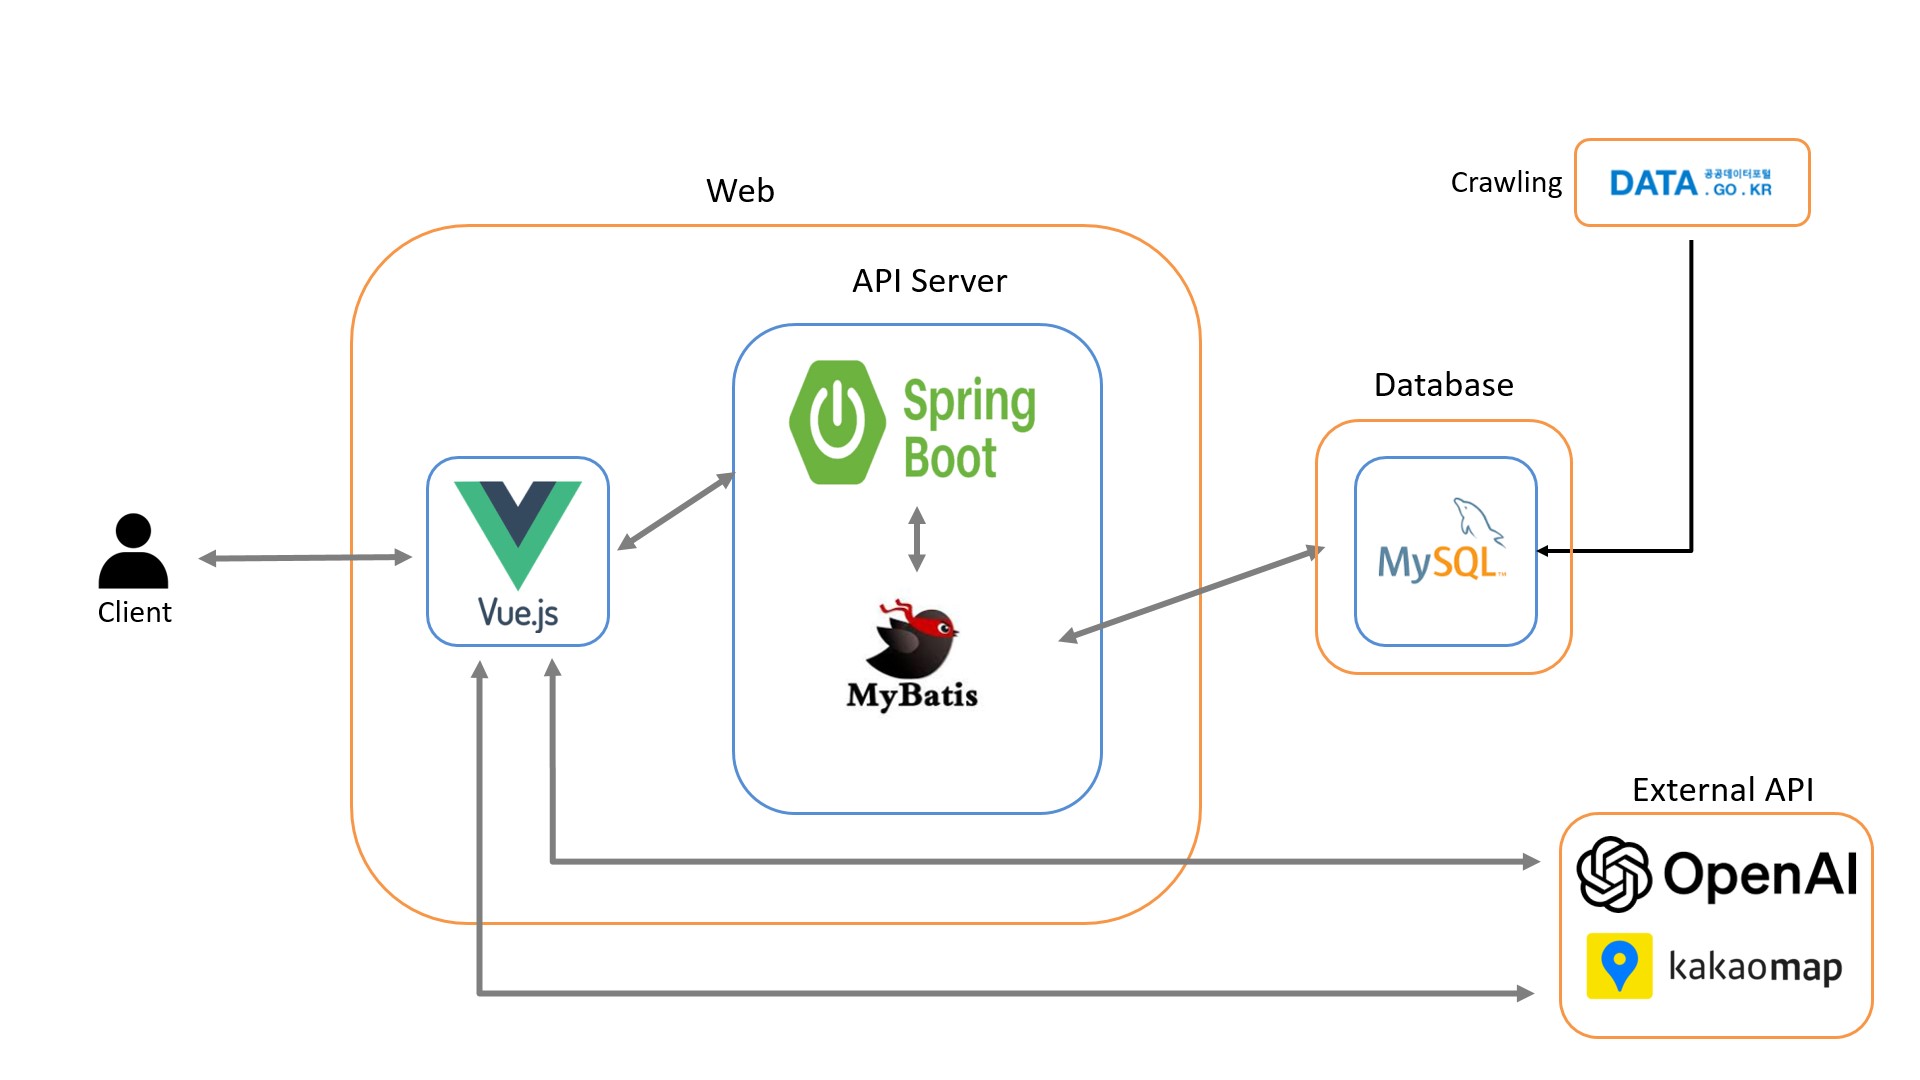 Web
Crawling
DATA
공공데이터포털
. GO . KR
API Server
Spring
Boot
Database
MySQL™
Vue.js
Client
MyBatis
External API
OpenAI
kakaomap